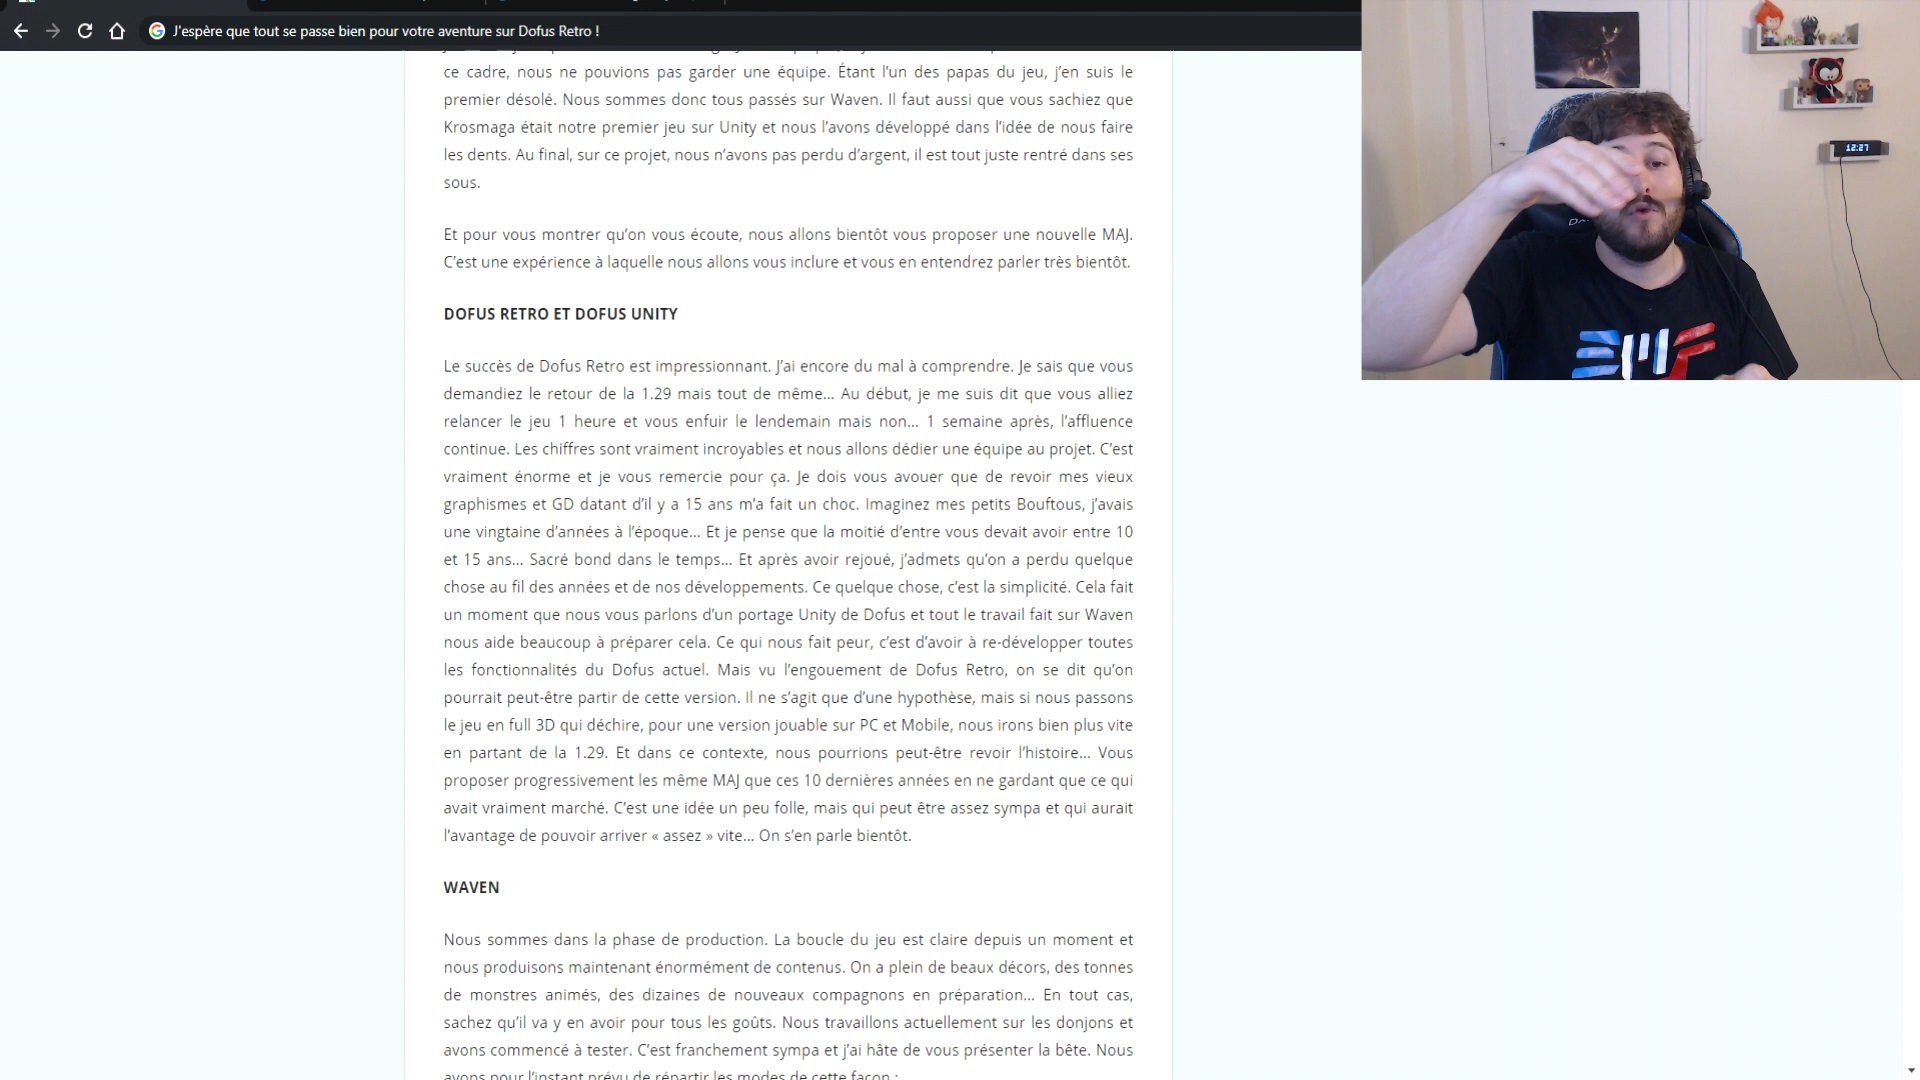 J'espère que tout se passe bien pour votre aventure sur Dofus Retro !
ce cadre, nous ne pouvions pas garder une équipe. Étant l’un des papas du jeu, j’en suis le
premier désolé. Nous sommes donc tous passés sur Waven. Il faut aussi que vous sachiez que
Krosmaga était notre premier jeu sur Unity et nous l’avons développé dans l’idée de nous faire
les dents. Au final, sur ce projet, nous n’avons pas perdu d’argent, il est tout juste rentré dans ses
sous.
Et pour vous montrer qu’on vous écoute, nous allons bientôt vous proposer une nouvelle MAJ.
C’est une expérience à laquelle nous allons vous inclure et vous en entendrez parler très bientôt.
DOFUS RETRO ET DOFUS UNITY
Le succès de Dofus Retro est impressionnant. J’ai encore du mal à comprendre. Je sais que vous
demandiez le retour de la 1.29 mais tout de même… Au début, je me suis dit que vous alliez
relancer le jeu 1 heure et vous enfuir le lendemain mais non… 1 semaine après, l’affluence
continue. Les chiffres sont vraiment incroyables et nous allons dédier une équipe au projet. C’est
vraiment énorme et je vous remercie pour ça. Je dois vous avouer que de revoir mes vieux
graphismes et GD datant d’il y a 15 ans m’a fait un choc. Imaginez mes petits Bouftous, j’avais
une vingtaine d’années à l’époque… Et je pense que la moitié d’entre vous devait avoir entre 10
et 15 ans… Sacré bond dans le temps… Et après avoir rejoué, j’admets qu’on a perdu quelque
chose au fil des années et de nos développements. Ce quelque chose, c’est la simplicité. Cela fait
un moment que nous vous parlons d’un portage Unity de Dofus et tout le travail fait sur Waven
nous aide beaucoup à préparer cela. Ce qui nous fait peur, c’est d’avoir à re-développer toutes
les fonctionnalités du Dofus actuel. Mais vu l’engouement de Dofus Retro, on se dit qu’on
pourrait peut-être partir de cette version. Il ne s’agit que d’une hypothèse, mais si nous passons
le jeu en full 3D qui déchire, pour une version jouable sur PC et Mobile, nous irons bien plus vite
en partant de la 1.29. Et dans ce contexte, nous pourrions peut-être revoir l’histoire… Vous
proposer progressivement les même MAJ que ces 10 dernières années en ne gardant que ce qui
avait vraiment marché. C’est une idée un peu folle, mais qui peut être assez sympa et qui aurait
l’avantage de pouvoir arriver « assez » vite… On s’en parle bientôt.
WAVEN
Nous sommes dans la phase de production. La boucle du jeu est claire depuis un moment et
nous produisons maintenant énormément de contenus. On a plein de beaux décors, des tonnes
de monstres animés, des dizaines de nouveaux compagnons en préparation… En tout cas,
sachez qu’il va y en avoir pour tous les goûts. Nous travaillons actuellement sur les donjons et
avons commencé à tester. C’est franchement sympa et j’ai hâte de vous présenter la bête. Nous
avons pour l’instant prévu de répartir les modes de cette façon :
12:27